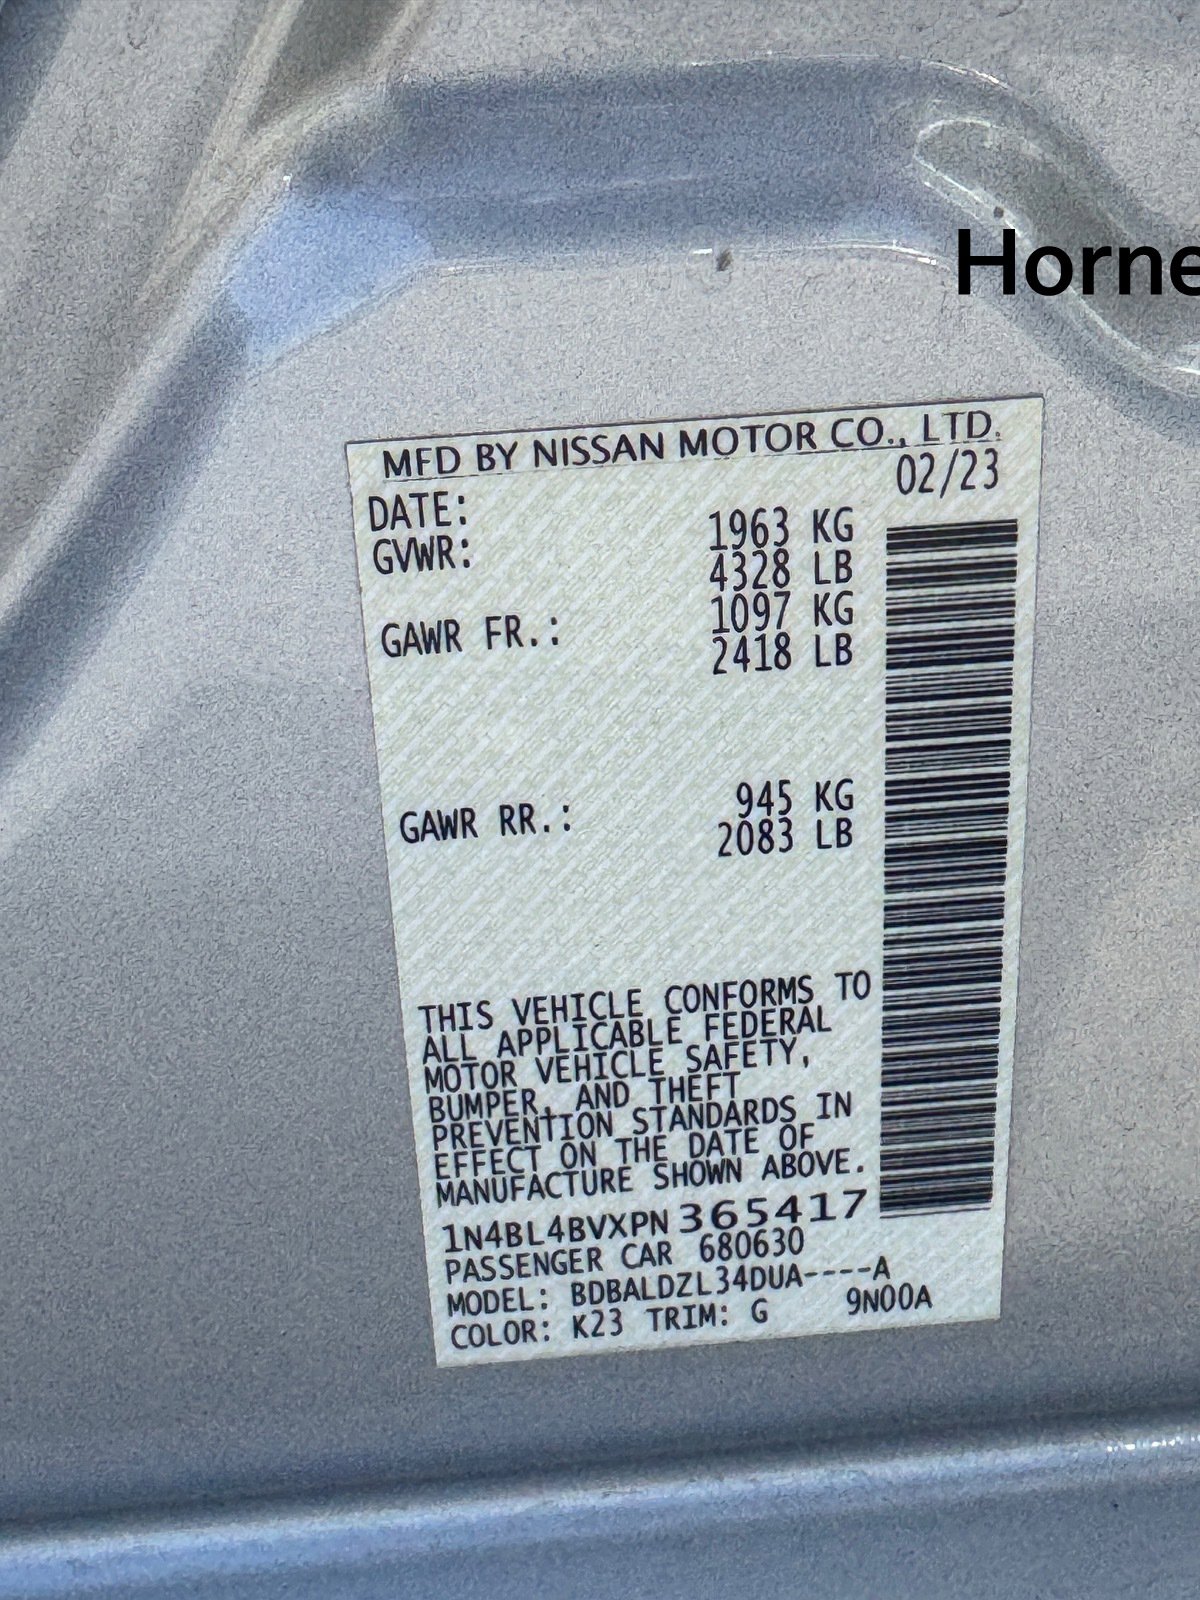 Horne
MFD BY NISSAN MOTOR CO., LTD.
DATE: 02/23
GVWR: 1963 KG
4328 LB
GAWR FR.: 1097 KG
2418 LB
GAWR RR.: 945 KG
2083 LB
THIS VEHICLE CONFORMS TO
ALL APPLICABLE FEDERAL
MOTOR VEHICLE SAFETY,
BUMPER, AND THEFT
PREVENTION STANDARDS IN
EFFECT ON THE DATE OF
MANUFACTURE SHOWN ABOVE.
1N4BL4BVXPN365417
PASSENGER CAR 680630
MODEL: BDBALDZL34DUA----A
COLOR: K23 TRIM: G 9N00A